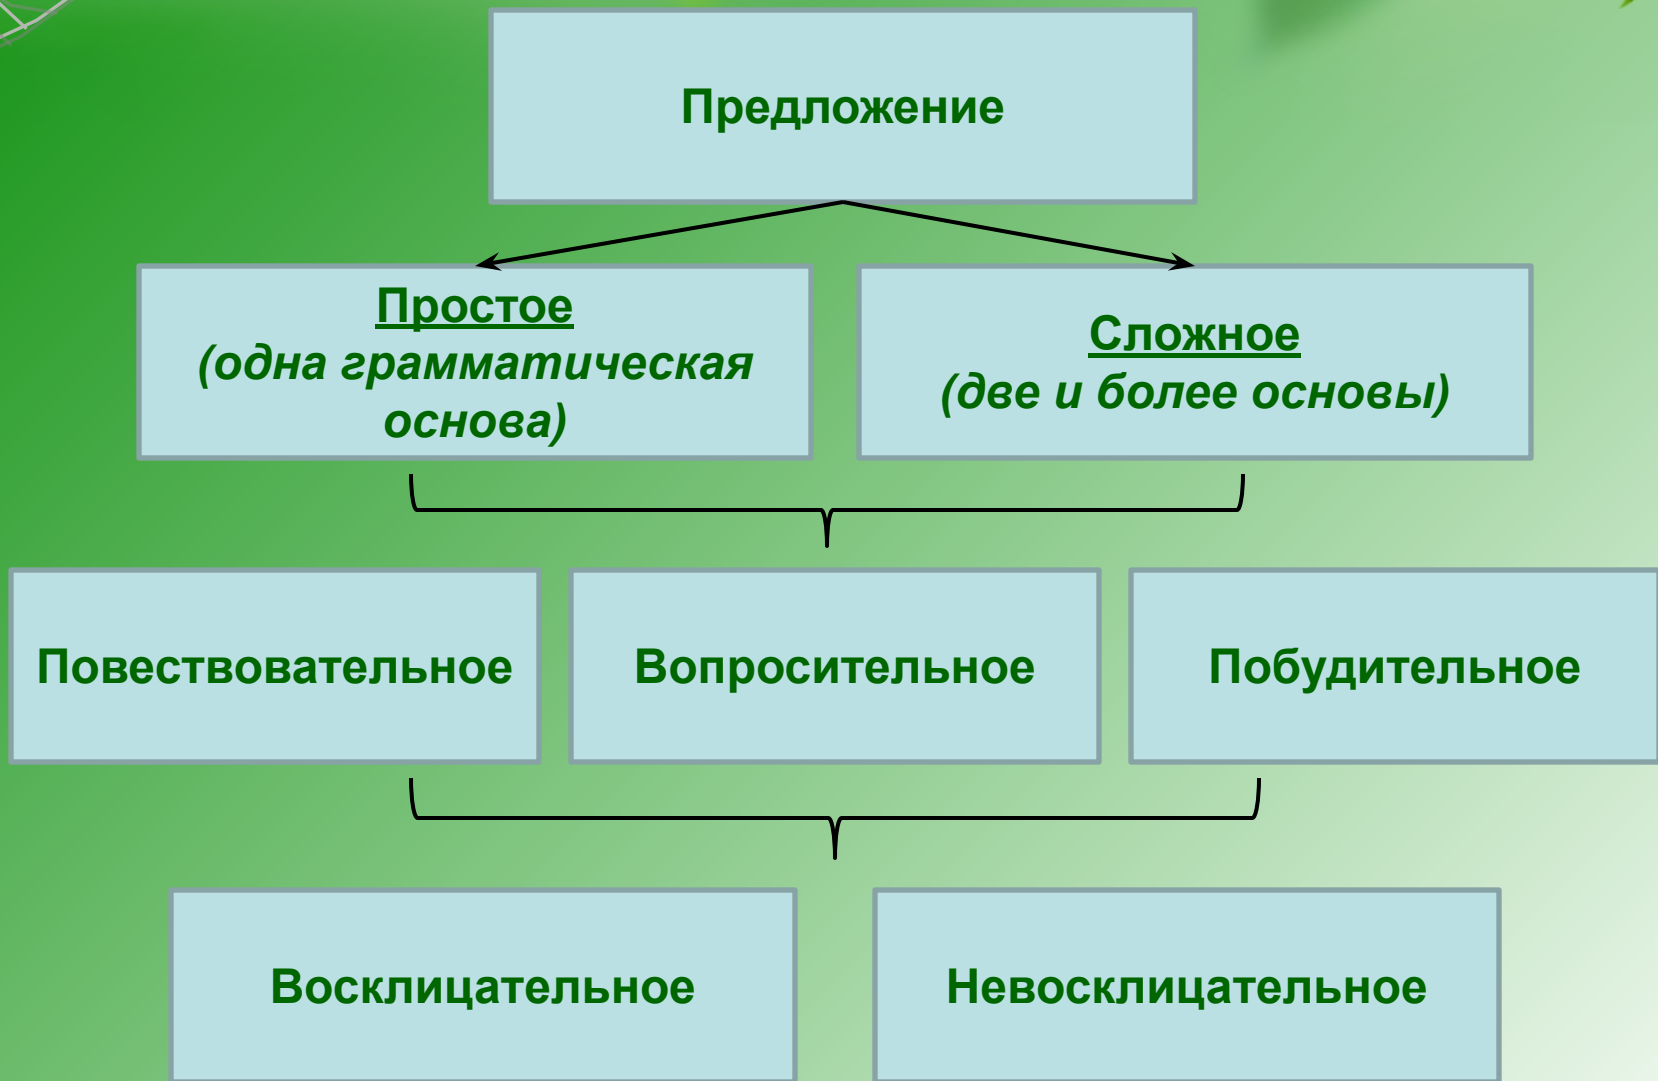 Предложение
Простое
(одна грамматическая
основа)
Сложное
(две и более основы)
Повествовательное
Вопросительное
Побудительное
Восклицательное
Невосклицательное